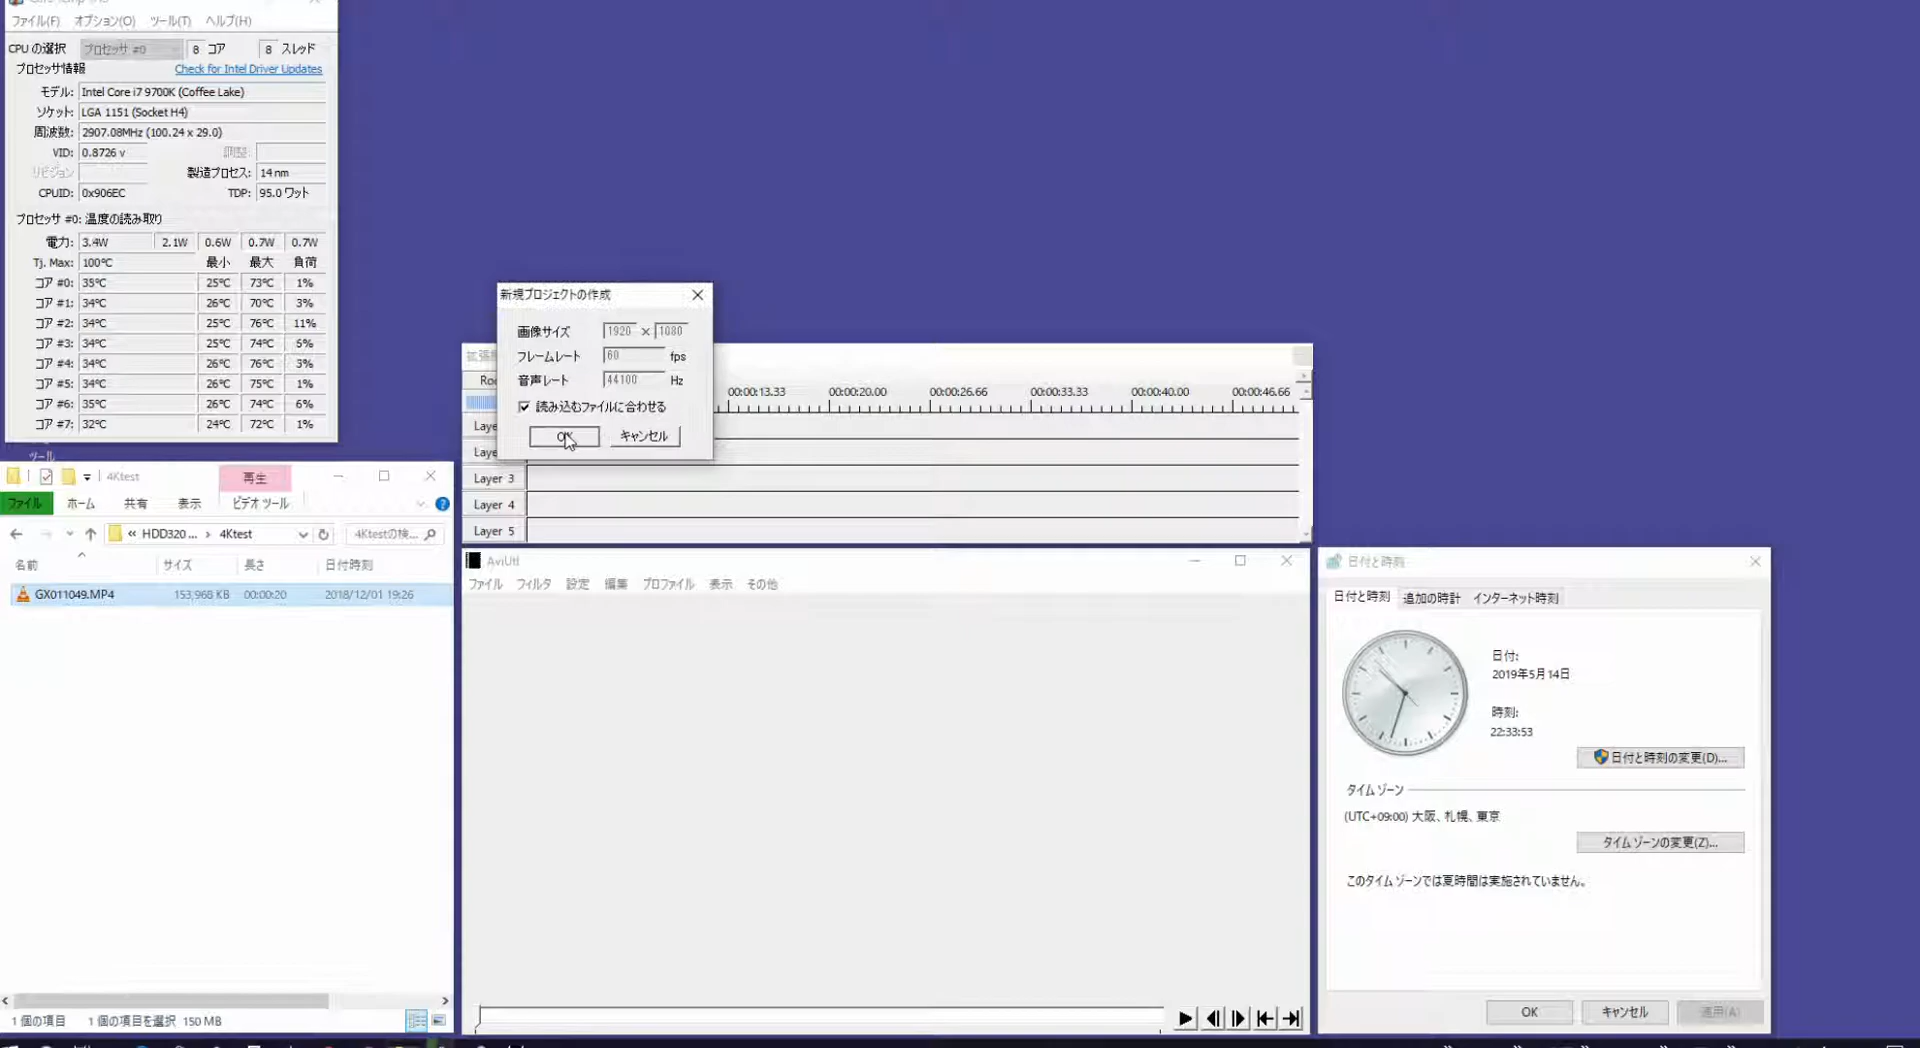 ファイル(F) オプション(O) ツール(T) ヘルプ(H)
CPU の選択 プロセッサ #0 8 コア 8 スレッド
プロセッサ情報 Check for Intel Driver Updates
モデル: Intel Core i7 9700K (Coffee Lake)
ソケット: LGA 1151 (Socket H4)
周波数: 2907.08MHz (100.24 x 29.0)
VID: 0.8726 v 調整:
リビジョン 製造プロセス: 14 nm
CPUID: 0x906EC TDP: 95.0 ワット
プロセッサ #0: 温度の読み取り
電力: 3.4W 2.1W 0.6W 0.7W 0.7W
Tj. Max: 100℃ 最小 最大 負荷
コア #0: 35℃ 25℃ 73℃ 1%
コア #1: 34℃ 26℃ 70℃ 3%
コア #2: 34℃ 25℃ 76℃ 11%
コア #3: 34℃ 25℃ 74℃ 6%
コア #4: 34℃ 26℃ 76℃ 3%
コア #5: 34℃ 26℃ 75℃ 1%
コア #6: 35℃ 26℃ 74℃ 6%
コア #7: 32℃ 24℃ 72℃ 1%
ツール
新規プロジェクトの作成
画像サイズ 1920 × 1080
フレームレート 60 fps
音声レート 44100 Hz
読み込むファイルに合わせる
OK キャンセル
00:00:13.33 00:00:20.00 00:00:26.66 00:00:33.33 00:00:40.00 00:00:46.66
Layer 3
Layer 4
Layer 5
4Ktest 再生
ファイル ホーム 共有 表示 ビデオ ツール
« HDD320 ... › 4Ktest 4Ktestの検...
名前 サイズ 長さ 日付時刻
GX011049.MP4 153,968 KB 00:00:20 2018/12/01 19:26
1 個の項目 1 個の項目を選択 150 MB
AviUtl
ファイル フィルタ 設定 編集 プロファイル 表示 その他
日付と時刻
日付と時刻 追加の時計 インターネット時刻
日付:
2019年5月14日
時刻:
22:33:53
日付と時刻の変更(D)...
タイム ゾーン
(UTC+09:00) 大阪、札幌、東京
タイム ゾーンの変更(Z)...
このタイム ゾーンでは夏時間は実施されていません。
OK キャンセル 適用(A)